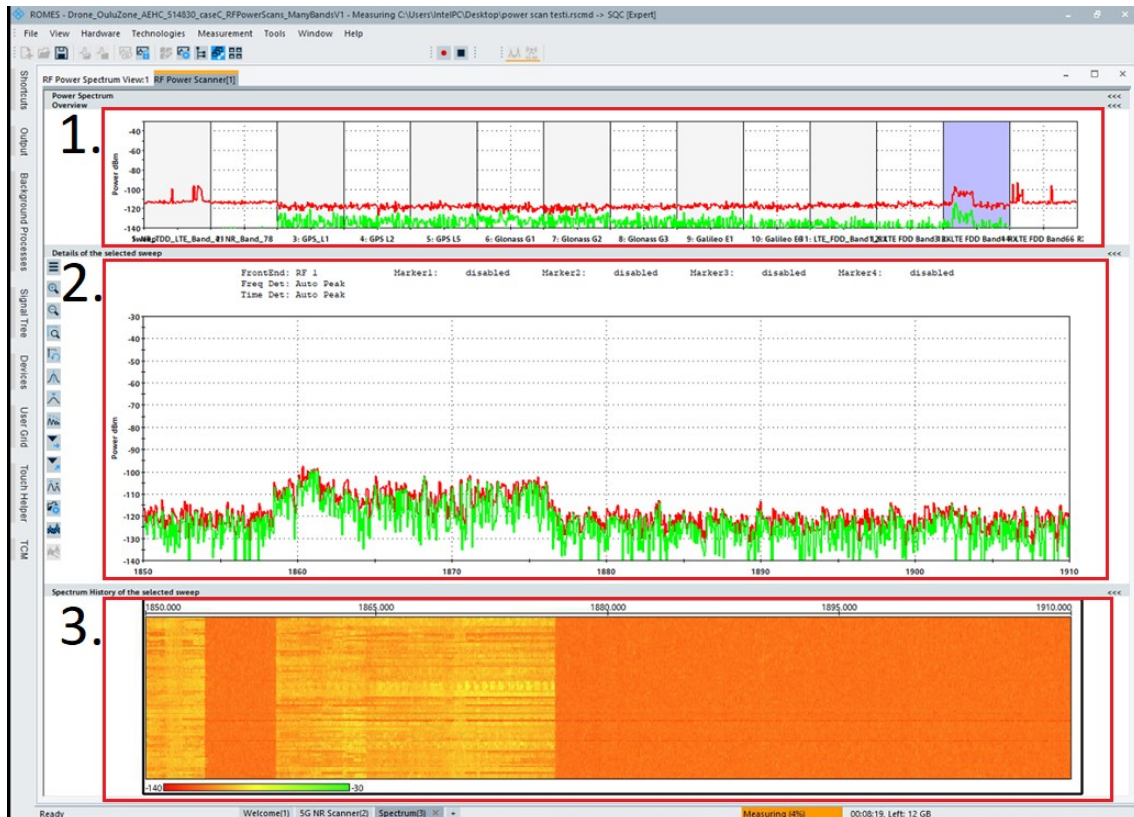 ROMES - Drone_OuluZone_AEHC_514830_caseC_RFPowerScans_ManyBandsV1 - Measuring C:\Users\IntelPC\Desktop\power scan testi.rscmd -> SQC [Expert]
File View Hardware Technologies Measurement Tools Window Help
RF Power Spectrum View:1 RF Power Scanner[1]
Shortcuts
Output
Background Processes
Signal Tree
Devices
User Grid
Touch Helper
TCM
Power Spectrum <<<
Overview <<<
1.
Power dBm
-40
-60
-80
-100
-120
-140
NR_Band_78 3: GPS_L1 4: GPS L2 5: GPS L5 6: Glonass G1 7: Glonass G2 8: Glonass G3 9: Galileo E1 10: Galileo
Details of the selected sweep <<<
2.
FrontEnd: RF 1 Marker1: disabled Marker2: disabled Marker3: disabled Marker4: disabled
Freq Det: Auto Peak
Time Det: Auto Peak
Power dBm
-30
-40
-50
-60
-70
-80
-90
-100
-110
-120
-130
-140
1850 1860 1870 1880 1890 1900 1910
Spectrum History of the selected sweep <<<
3.
1850.000 1865.000 1880.000 1895.000 1910.000
-140 -30
Ready Welcome(1) 5G NR Scanner(2) Spectrum(3) × + Measuring (4%) 00:08:19, Left: 12 GB